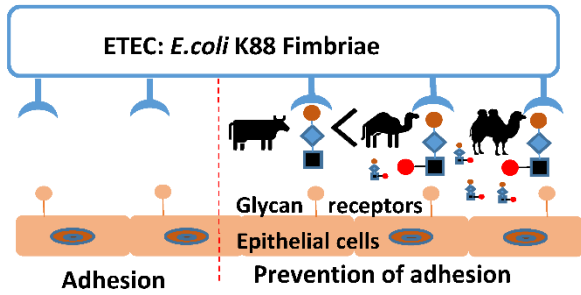 ETEC: E.coli K88 Fimbriae
<
Glycan receptors
Epithelial cells
Adhesion
Prevention of adhesion